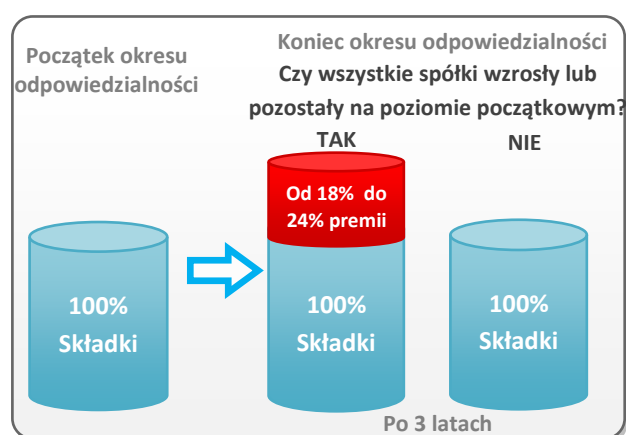 Początek okresu
odpowiedzialności
Koniec okresu odpowiedzialności
Czy wszystkie spółki wzrosły lub
pozostały na poziomie początkowym?
TAK
NIE
Od 18% do
24% premii
100%
Składki
100%
Składki
100%
Składki
Po 3 latach